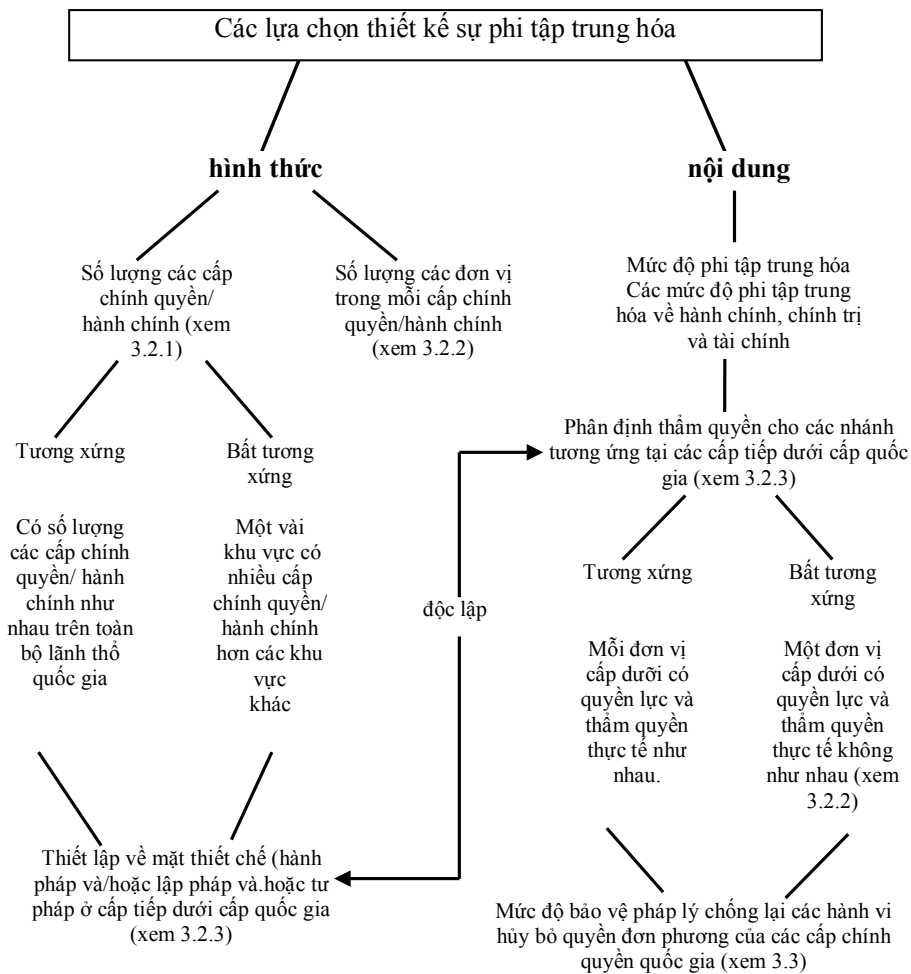 Các lựa chọn thiết kế sự phi tập trung hóa
hình thức
nội dung
Số lượng các cấp
chính quyền/
hành chính (xem
3.2.1)
Số lượng các đơn vị
trong mỗi cấp chính
quyền/hành chính
(xem 3.2.2)
Mức độ phi tập trung hóa
Các mức độ phi tập trung
hóa về hành chính, chính trị
và tài chính
Phân định thẩm quyền cho các nhánh
tương ứng tại các cấp tiếp dưới cấp quốc
gia (xem 3.2.3)
Tương xứng
Bất tương
xứng
Có số lượng
các cấp chính
quyền/ hành
chính như
nhau trên toàn
bộ lãnh thổ
quốc gia
Một vài
khu vực có
nhiều cấp
chính quyền/
hành chính
hơn các khu
vực
khác
độc lập
Tương xứng
Bất tương
xứng
Mỗi đơn vị
cấp dưỡi có
quyền lực và
thẩm quyền
thực tế như
nhau.
Một đơn vị
cấp dưới có
quyền lực và
thẩm quyền
thực tế không
như nhau (xem
3.2.2)
Thiết lập về mặt thiết chế (hành
pháp và/hoặc lập pháp và.hoặc tư
pháp ở cấp tiếp dưới cấp quốc gia
(xem 3.2.3)
Mức độ bảo vệ pháp lý chống lại các hành vi
hủy bỏ quyền đơn phương của các cấp chính
quyền quốc gia (xem 3.3)